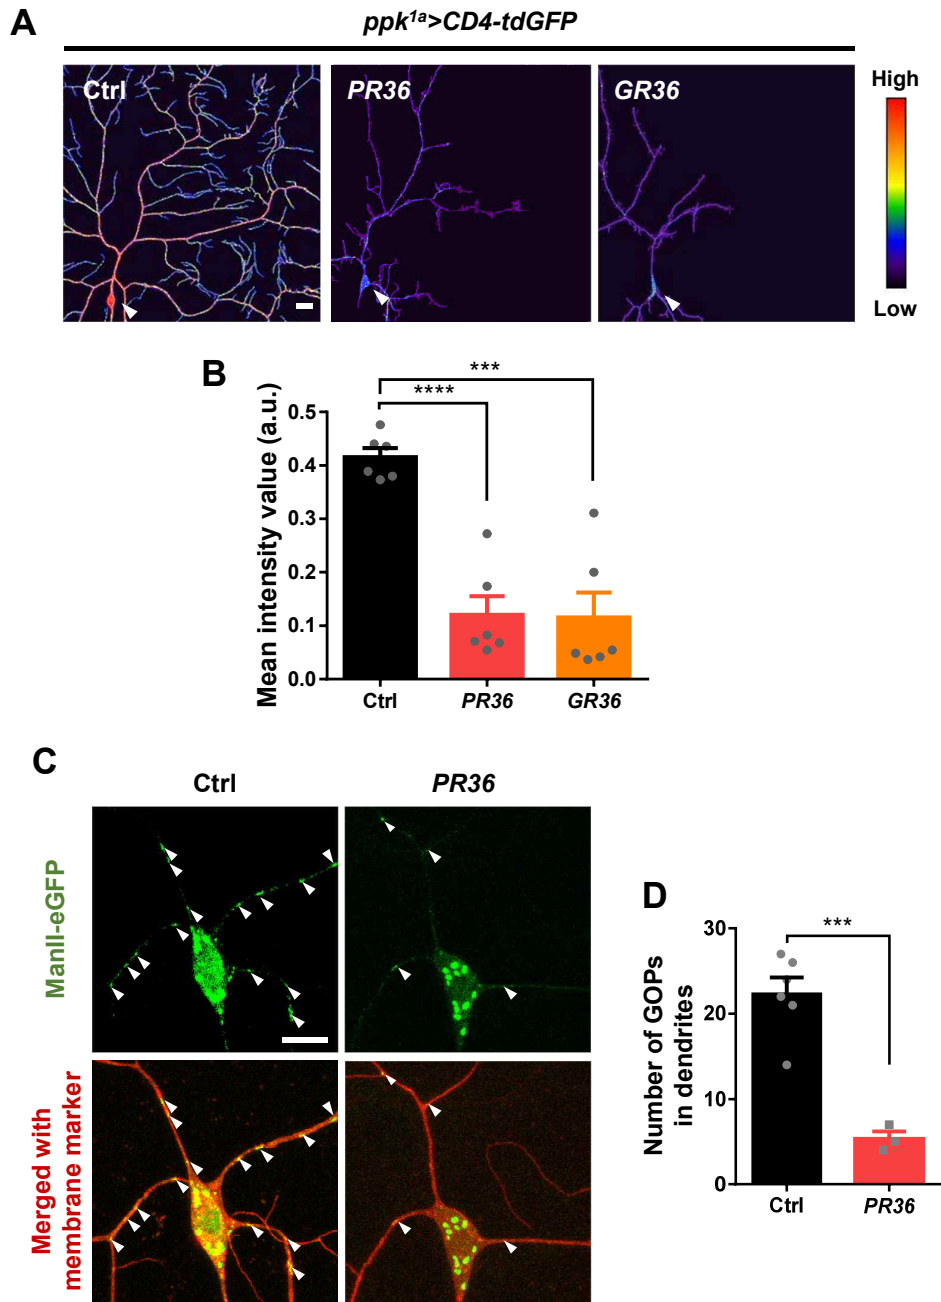 A
ppk1a>CD4-tdGFP
Ctrl
PR36
GR36
High
Low
B
***
****
Mean intensity value (a.u.)
0.5
0.4
0.3
0.2
0.1
0.0
Ctrl
PR36
GR36
C
Ctrl
PR36
ManII-eGFP
Merged with
membrane marker
D
***
Number of GOPs
in dendrites
30
20
10
0
Ctrl
PR36